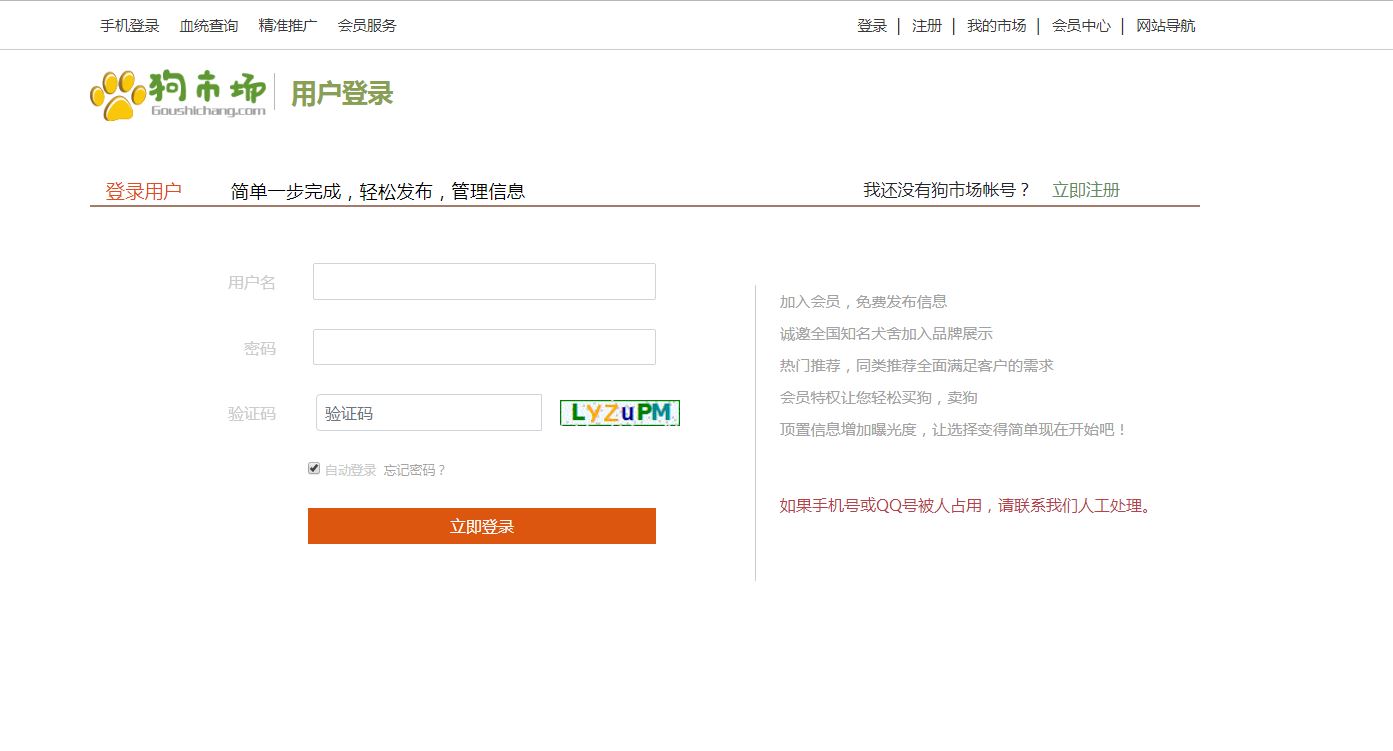 手机登录 血统查询 精准推广 会员服务 登录 | 注册 | 我的市场 | 会员中心 | 网站导航
狗市场 用户登录
Goushichang.com
登录用户 简单一步完成，轻松发布，管理信息 我还没有狗市场帐号？ 立即注册
用户名
加入会员，免费发布信息
诚邀全国知名犬舍加入品牌展示
密码
热门推荐，同类推荐全面满足客户的需求
会员特权让您轻松买狗，卖狗
验证码 验证码 LYZuPM
顶置信息增加曝光度，让选择变得简单现在开始吧！
自动登录 忘记密码？
如果手机号或QQ号被人占用，请联系我们人工处理。
立即登录